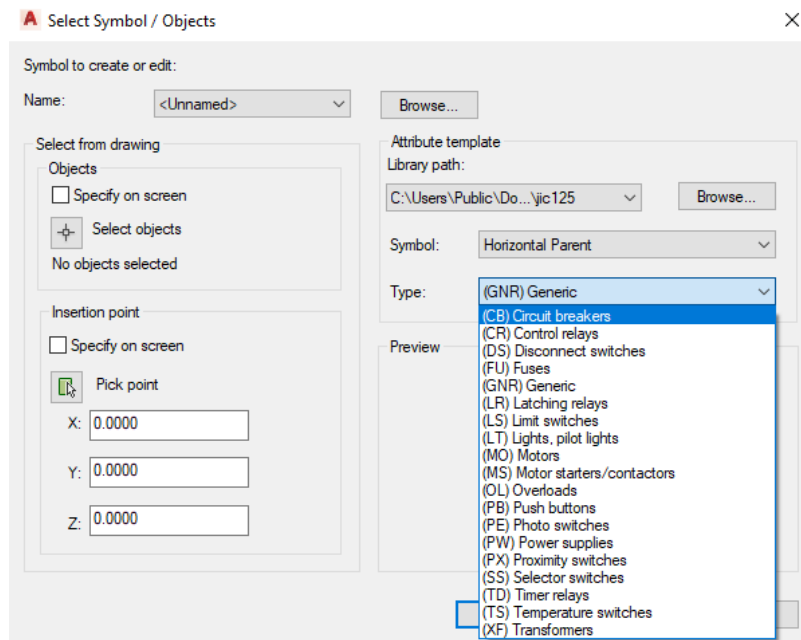 Select Symbol / Objects
Symbol to create or edit:
Name:
<Unnamed>
Browse...
Select from drawing
Objects
Specify on screen
Select objects
No objects selected
Insertion point
Specify on screen
Pick point
X: 0.0000
Y: 0.0000
Z: 0.0000
Attribute template
Library path:
C:\Users\Public\Do...\jic125
Browse...
Symbol: Horizontal Parent
Type: (GNR) Generic
(CB) Circuit breakers
(CR) Control relays
(DS) Disconnect switches
(FU) Fuses
(GNR) Generic
(LR) Latching relays
(LS) Limit switches
(LT) Lights, pilot lights
(MO) Motors
(MS) Motor starters/contactors
(OL) Overloads
(PB) Push buttons
(PE) Photo switches
(PW) Power supplies
(PX) Proximity switches
(SS) Selector switches
(TD) Timer relays
(TS) Temperature switches
(XF) Transformers
Preview